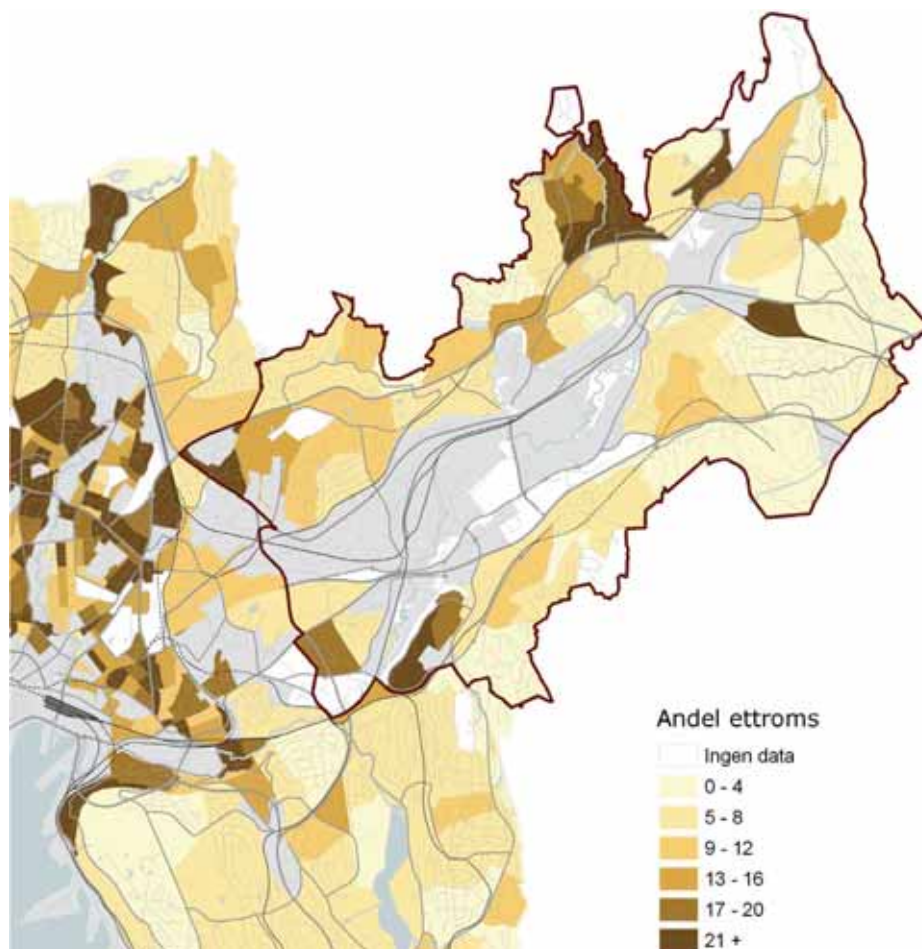 Andel ettroms
Ingen data
0 - 4
5 - 8
9 - 12
13 - 16
17 - 20
21 +